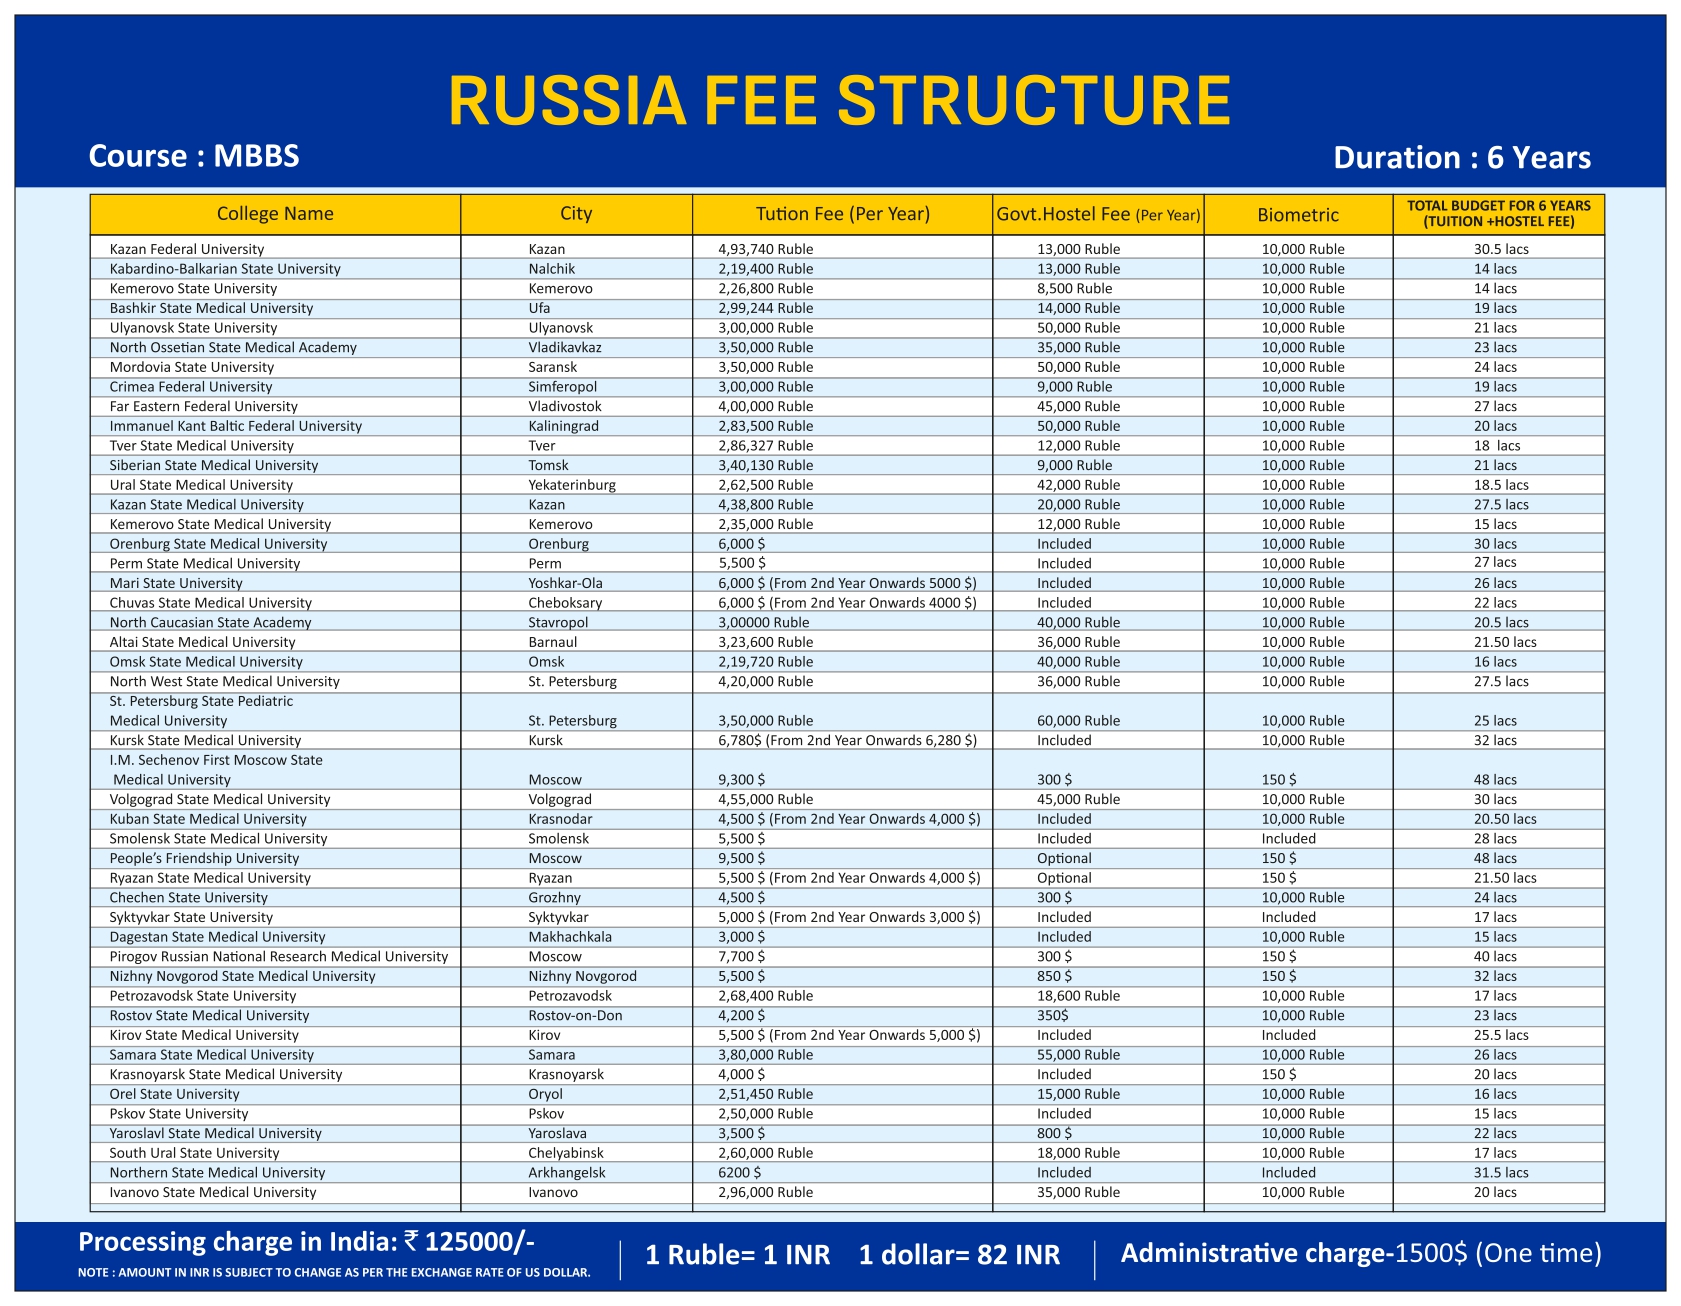 RUSSIA FEE STRUCTURE
Course : MBBS Duration : 6 Years
College Name City Tution Fee (Per Year) Govt.Hostel Fee (Per Year) Biometric TOTAL BUDGET FOR 6 YEARS
(TUITION +HOSTEL FEE)
Kazan Federal University Kazan 4,93,740 Ruble 13,000 Ruble 10,000 Ruble 30.5 lacs
Kabardino-Balkarian State University Nalchik 2,19,400 Ruble 13,000 Ruble 10,000 Ruble 14 lacs
Kemerovo State University Kemerovo 2,26,800 Ruble 8,500 Ruble 10,000 Ruble 14 lacs
Bashkir State Medical University Ufa 2,99,244 Ruble 14,000 Ruble 10,000 Ruble 19 lacs
Ulyanovsk State University Ulyanovsk 3,00,000 Ruble 50,000 Ruble 10,000 Ruble 21 lacs
North Ossetian State Medical Academy Vladikavkaz 3,50,000 Ruble 35,000 Ruble 10,000 Ruble 23 lacs
Mordovia State University Saransk 3,50,000 Ruble 50,000 Ruble 10,000 Ruble 24 lacs
Crimea Federal University Simferopol 3,00,000 Ruble 9,000 Ruble 10,000 Ruble 19 lacs
Far Eastern Federal University Vladivostok 4,00,000 Ruble 45,000 Ruble 10,000 Ruble 27 lacs
Immanuel Kant Baltic Federal University Kaliningrad 2,83,500 Ruble 50,000 Ruble 10,000 Ruble 20 lacs
Tver State Medical University Tver 2,86,327 Ruble 12,000 Ruble 10,000 Ruble 18 lacs
Siberian State Medical University Tomsk 3,40,130 Ruble 9,000 Ruble 10,000 Ruble 21 lacs
Ural State Medical University Yekaterinburg 2,62,500 Ruble 42,000 Ruble 10,000 Ruble 18.5 lacs
Kazan State Medical University Kazan 4,38,800 Ruble 20,000 Ruble 10,000 Ruble 27.5 lacs
Kemerovo State Medical University Kemerovo 2,35,000 Ruble 12,000 Ruble 10,000 Ruble 15 lacs
Orenburg State Medical University Orenburg 6,000 $ Included 10,000 Ruble 30 lacs
Perm State Medical University Perm 5,500 $ Included 10,000 Ruble 27 lacs
Mari State University Yoshkar-Ola 6,000 $ (From 2nd Year Onwards 5000 $) Included 10,000 Ruble 26 lacs
Chuvas State Medical University Cheboksary 6,000 $ (From 2nd Year Onwards 4000 $) Included 10,000 Ruble 22 lacs
North Caucasian State Academy Stavropol 3,00000 Ruble 40,000 Ruble 10,000 Ruble 20.5 lacs
Altai State Medical University Barnaul 3,23,600 Ruble 36,000 Ruble 10,000 Ruble 21.50 lacs
Omsk State Medical University Omsk 2,19,720 Ruble 40,000 Ruble 10,000 Ruble 16 lacs
North West State Medical University St. Petersburg 4,20,000 Ruble 36,000 Ruble 10,000 Ruble 27.5 lacs
St. Petersburg State Pediatric
Medical University St. Petersburg 3,50,000 Ruble 60,000 Ruble 10,000 Ruble 25 lacs
Kursk State Medical University Kursk 6,780$ (From 2nd Year Onwards 6,280 $) Included 10,000 Ruble 32 lacs
I.M. Sechenov First Moscow State
Medical University Moscow 9,300 $ 300 $ 150 $ 48 lacs
Volgograd State Medical University Volgograd 4,55,000 Ruble 45,000 Ruble 10,000 Ruble 30 lacs
Kuban State Medical University Krasnodar 4,500 $ (From 2nd Year Onwards 4,000 $) Included 10,000 Ruble 20.50 lacs
Smolensk State Medical University Smolensk 5,500 $ Included Included 28 lacs
People’s Friendship University Moscow 9,500 $ Optional 150 $ 48 lacs
Ryazan State Medical University Ryazan 5,500 $ (From 2nd Year Onwards 4,000 $) Optional 150 $ 21.50 lacs
Chechen State University Grozhny 4,500 $ 300 $ 10,000 Ruble 24 lacs
Syktyvkar State University Syktyvkar 5,000 $ (From 2nd Year Onwards 3,000 $) Included Included 17 lacs
Dagestan State Medical University Makhachkala 3,000 $ Included 10,000 Ruble 15 lacs
Pirogov Russian National Research Medical University Moscow 7,700 $ 300 $ 150 $ 40 lacs
Nizhny Novgorod State Medical University Nizhny Novgorod 5,500 $ 850 $ 150 $ 32 lacs
Petrozavodsk State University Petrozavodsk 2,68,400 Ruble 18,600 Ruble 10,000 Ruble 17 lacs
Rostov State Medical University Rostov-on-Don 4,200 $ 350$ 10,000 Ruble 23 lacs
Kirov State Medical University Kirov 5,500 $ (From 2nd Year Onwards 5,000 $) Included Included 25.5 lacs
Samara State Medical University Samara 3,80,000 Ruble 55,000 Ruble 10,000 Ruble 26 lacs
Krasnoyarsk State Medical University Krasnoyarsk 4,000 $ Included 150 $ 20 lacs
Orel State University Oryol 2,51,450 Ruble 15,000 Ruble 10,000 Ruble 16 lacs
Pskov State University Pskov 2,50,000 Ruble Included 10,000 Ruble 15 lacs
Yaroslavl State Medical University Yaroslava 3,500 $ 800 $ 10,000 Ruble 22 lacs
South Ural State University Chelyabinsk 2,60,000 Ruble 18,000 Ruble 10,000 Ruble 17 lacs
Northern State Medical University Arkhangelsk 6200 $ Included Included 31.5 lacs
Ivanovo State Medical University Ivanovo 2,96,000 Ruble 35,000 Ruble 10,000 Ruble 20 lacs
Processing charge in India: ₹ 125000/-
NOTE : AMOUNT IN INR IS SUBJECT TO CHANGE AS PER THE EXCHANGE RATE OF US DOLLAR.
1 Ruble= 1 INR 1 dollar= 82 INR
Administrative charge-1500$ (One time)